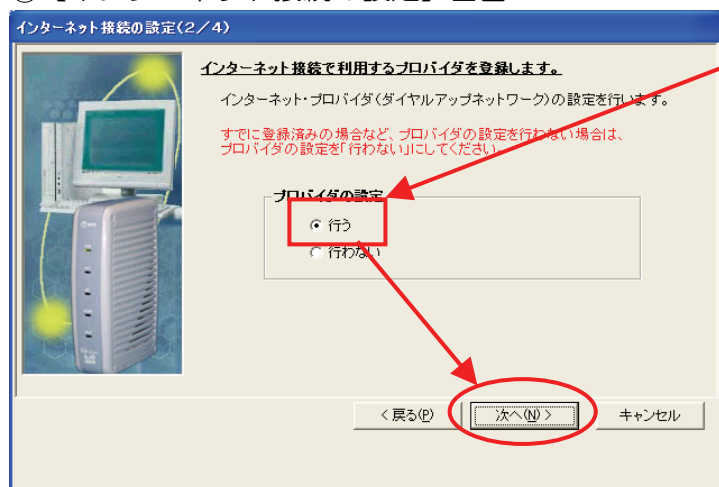 インターネット接続の設定(2/4)
インターネット接続で利用するプロバイダを登録します。
インターネット・プロバイダ(ダイヤルアップネットワーク)の設定を行います。
すでに登録済みの場合など、プロバイダの設定を行わない場合は、
プロバイダの設定を「行わない」にしてください。
プロバイダの設定
行う
行わない
< 戻る(P)
次へ(N) >
キャンセル